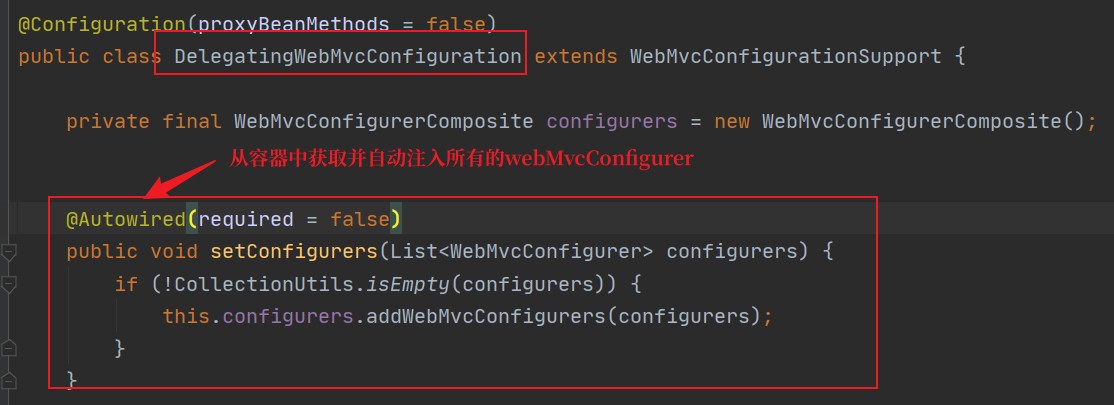 @Configuration(proxyBeanMethods = false)
public class DelegatingWebMvcConfiguration extends WebMvcConfigurationSupport {
private final WebMvcConfigurerComposite configurers = new WebMvcConfigurerComposite();
从容器中获取并自动注入所有的webMvcConfigurer
@Autowired(required = false)
public void setConfigurers(List<WebMvcConfigurer> configurers) {
if (!CollectionUtils.isEmpty(configurers)) {
this.configurers.addWebMvcConfigurers(configurers);
}
}